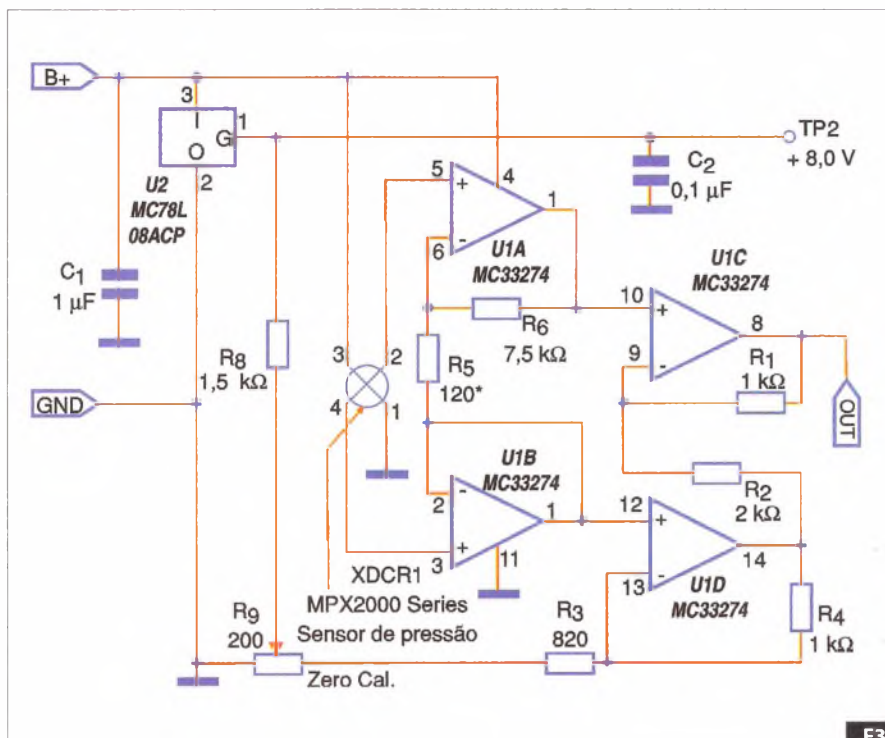 B+
3
I
G
1
O
2
U2
MC78L
08ACP
TP2
+ 8,0 V
C2
0,1 µF
5
+
4
1
-
6
U1A
MC33274
C1
1 µF
R8
1,5 kΩ
3
2
4
1
R6
7,5 kΩ
R5
120*
10
+
9
-
8
U1C
MC33274
R1
1 kΩ
OUT
GND
R2
2 kΩ
U1B
MC33274
2
-
3
+
1
11
12
+
13
-
14
U1D
MC33274
XDCR1
MPX2000 Series
Sensor de pressão
R9
200
Zero Cal.
R3
820
R4
1 kΩ